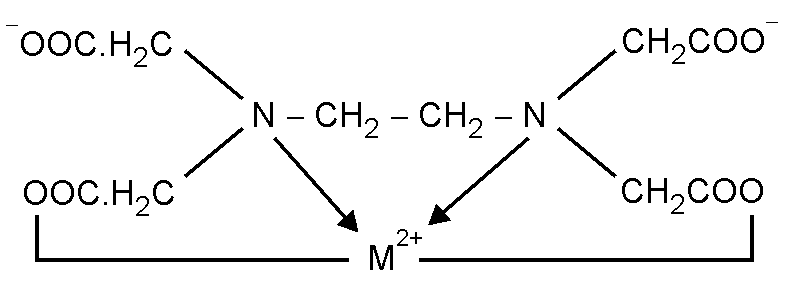 ⁻OOC.H₂C CH₂COO⁻
N – CH₂ – CH₂ – N
OOC.H₂C CH₂COO
M²⁺